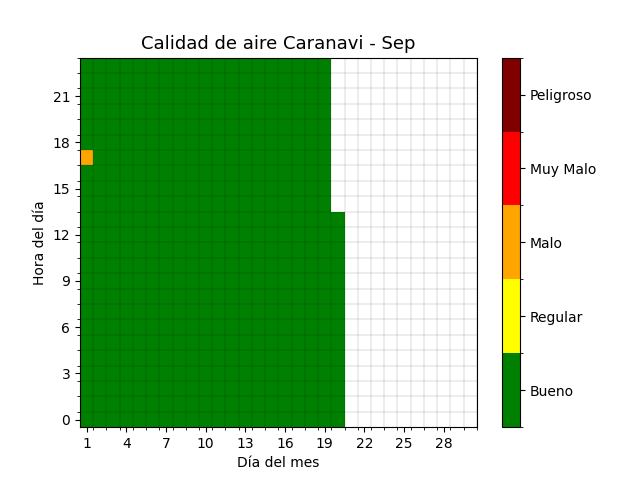 Calidad de aire Caranavi - Sep
Hora del día
21
18
15
12
9
6
3
0
1 4 7 10 13 16 19 22 25 28
Día del mes
Peligroso
Muy Malo
Malo
Regular
Bueno